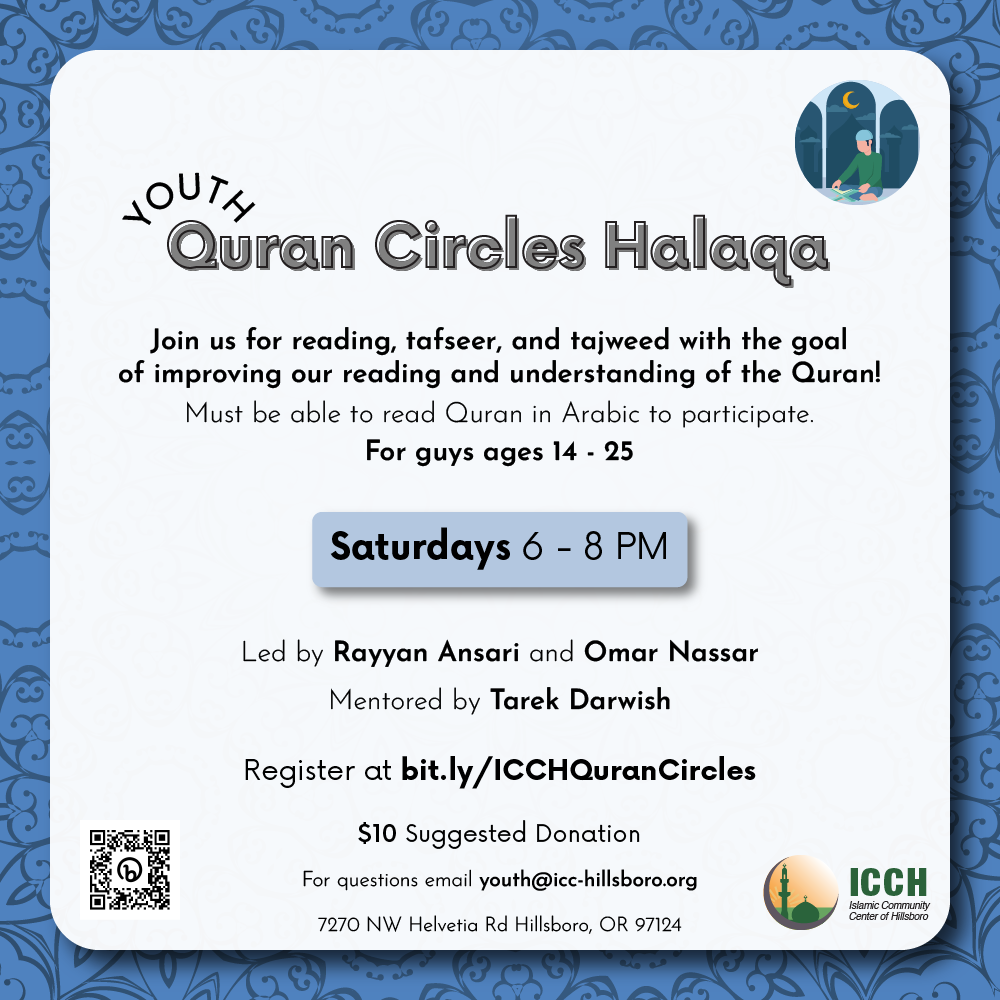 YOUTH
Quran Circles Halaqa
Join us for reading, tafseer, and tajweed with the goal
of improving our reading and understanding of the Quran!
Must be able to read Quran in Arabic to participate.
For guys ages 14 - 25
Saturdays 6 - 8 PM
Led by Rayyan Ansari and Omar Nassar
Mentored by Tarek Darwish
Register at bit.ly/ICCHQuranCircles
$10 Suggested Donation
For questions email youth@icc-hillsboro.org
7270 NW Helvetia Rd Hillsboro, OR 97124
ICCH
Islamic Community
Center of Hillsboro